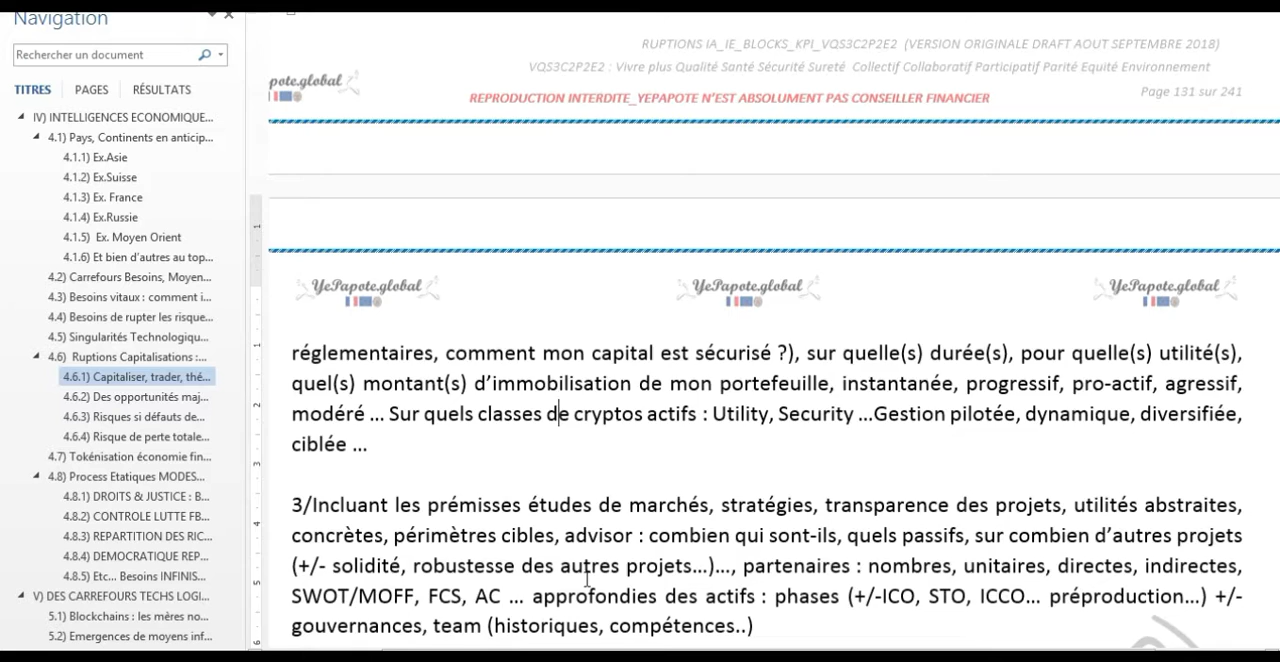 Navigation
Rechercher un document
TITRES PAGES RÉSULTATS
IV) INTELLIGENCES ECONOMIQUE...
4.1) Pays, Continents en anticip...
4.1.1) Ex.Asie
4.1.2) Ex.Suisse
4.1.3) Ex. France
4.1.4) Ex.Russie
4.1.5) Ex. Moyen Orient
4.1.6) Et bien d'autres au top...
4.2) Carrefours Besoins, Moyen...
4.3) Besoins vitaux : comment i...
4.4) Besoins de rupter les risque...
4.5) Singularités Technologiqu...
4.6) Ruptions Capitalisations :...
4.6.1) Capitaliser, trader, thé...
4.6.2) Des opportunités maj...
4.6.3) Risques si défauts de...
4.6.4) Risque de perte totale...
4.7) Tokénisation économie fin...
4.8) Process Etatiques MODES...
4.8.1) DROITS & JUSTICE : B...
4.8.2) CONTROLE LUTTE FB...
4.8.3) REPARTITION DES RIC...
4.8.4) DEMOCRATIQUE REP...
4.8.5) Etc... Besoins INFINIS...
V) DES CARREFOURS TECHS LOGI...
5.1) Blockchains : les mères no...
5.2) Emergences de moyens inf...
RUPTIONS IA_IE_BLOCKS_KPI_VQS3C2P2E2 (VERSION ORIGINALE DRAFT AOUT SEPTEMBRE 2018)
VQS3C2P2E2 : Vivre plus Qualité Santé Sécurité Sureté Collectif Collaboratif Participatif Parité Equité Environnement
pote.global
REPRODUCTION INTERDITE_YEPAPOTE N'EST ABSOLUMENT PAS CONSEILLER FINANCIER
Page 131 sur 241
YePapote.global YePapote.global YePapote.global
réglementaires, comment mon capital est sécurisé ?), sur quelle(s) durée(s), pour quelle(s) utilité(s),
quel(s) montant(s) d'immobilisation de mon portefeuille, instantanée, progressif, pro-actif, agressif,
modéré ... Sur quels classes de cryptos actifs : Utility, Security ...Gestion pilotée, dynamique, diversifiée,
ciblée ...
3/Incluant les prémisses études de marchés, stratégies, transparence des projets, utilités abstraites,
concrètes, périmètres cibles, advisor : combien qui sont-ils, quels passifs, sur combien d'autres projets
(+/- solidité, robustesse des autres projets...)..., partenaires : nombres, unitaires, directes, indirectes,
SWOT/MOFF, FCS, AC ... approfondies des actifs : phases (+/-ICO, STO, ICCO... préproduction...) +/-
gouvernances, team (historiques, compétences..)